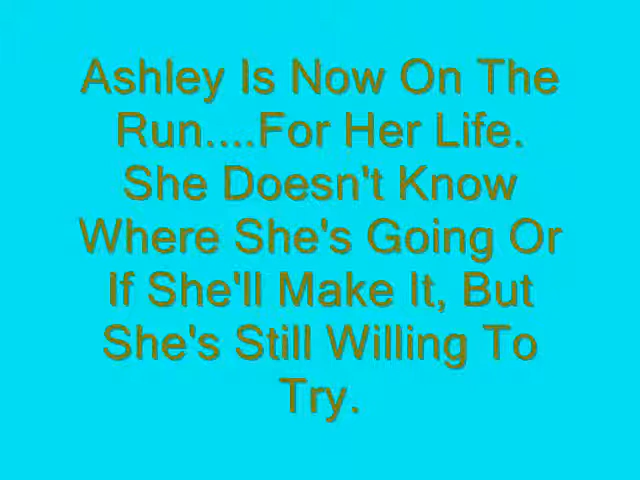 Ashley Is Now On The
Run....For Her Life.
She Doesn't Know
Where She's Going Or
If She'll Make It, But
She's Still Willing To
Try.